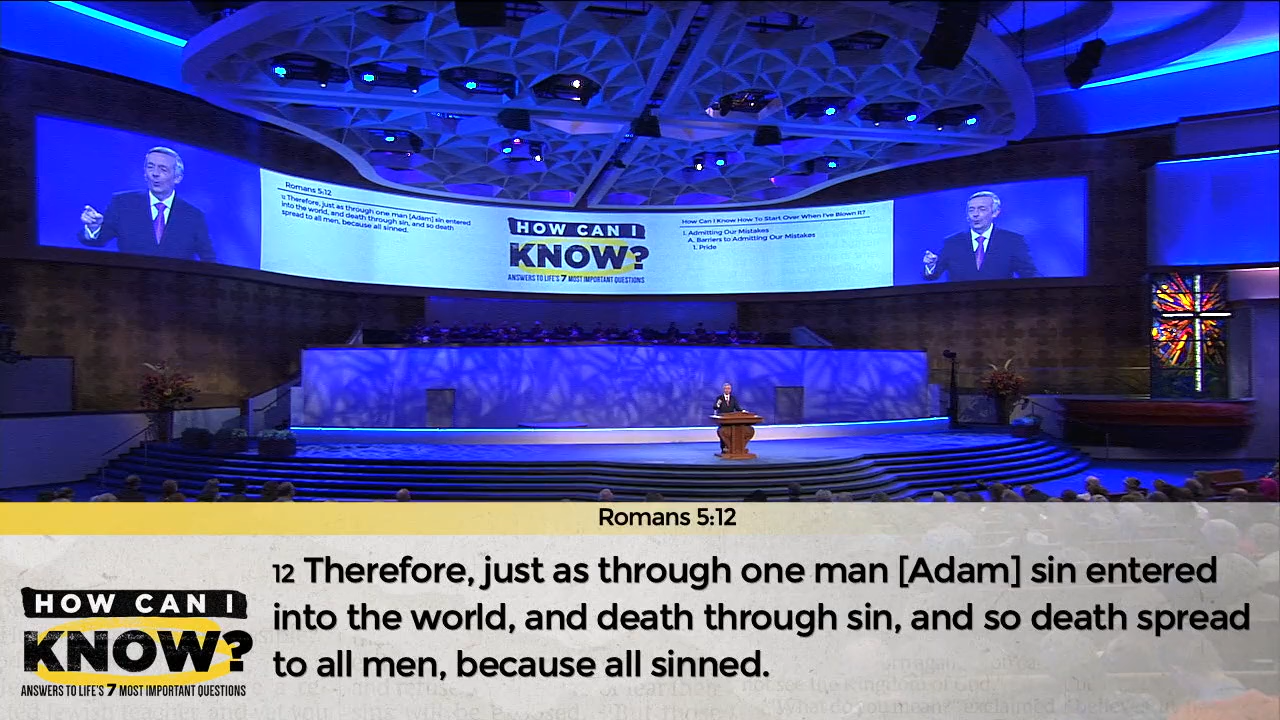 Romans 5:12
12 Therefore, just as through one man [Adam] sin entered
into the world, and death through sin, and so death
spread to all men, because all sinned.
HOW CAN I
KNOW?
ANSWERS TO LIFE'S 7 MOST IMPORTANT QUESTIONS
How Can I Know How To Start Over When I've Blown It?
I. Admitting Our Mistakes
A. Barriers to Admitting Our Mistakes
1. Pride
Romans 5:12
12 Therefore, just as through one man [Adam] sin entered
into the world, and death through sin, and so death spread
to all men, because all sinned.
HOW CAN I
KNOW?
ANSWERS TO LIFE'S 7 MOST IMPORTANT QUESTIONS